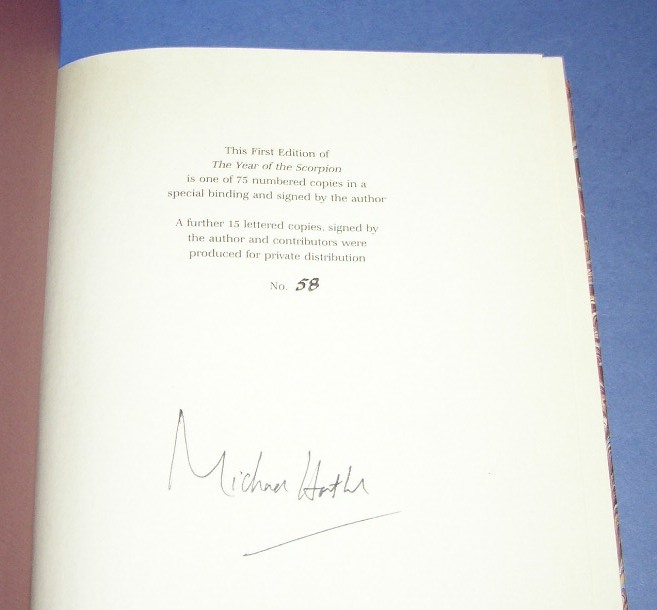 This First Edition of
The Year of the Scorpion
is one of 75 numbered copies in a
special binding and signed by the author
A further 15 lettered copies, signed by
the author and contributors were
produced for private distribution
No. 58
Michael